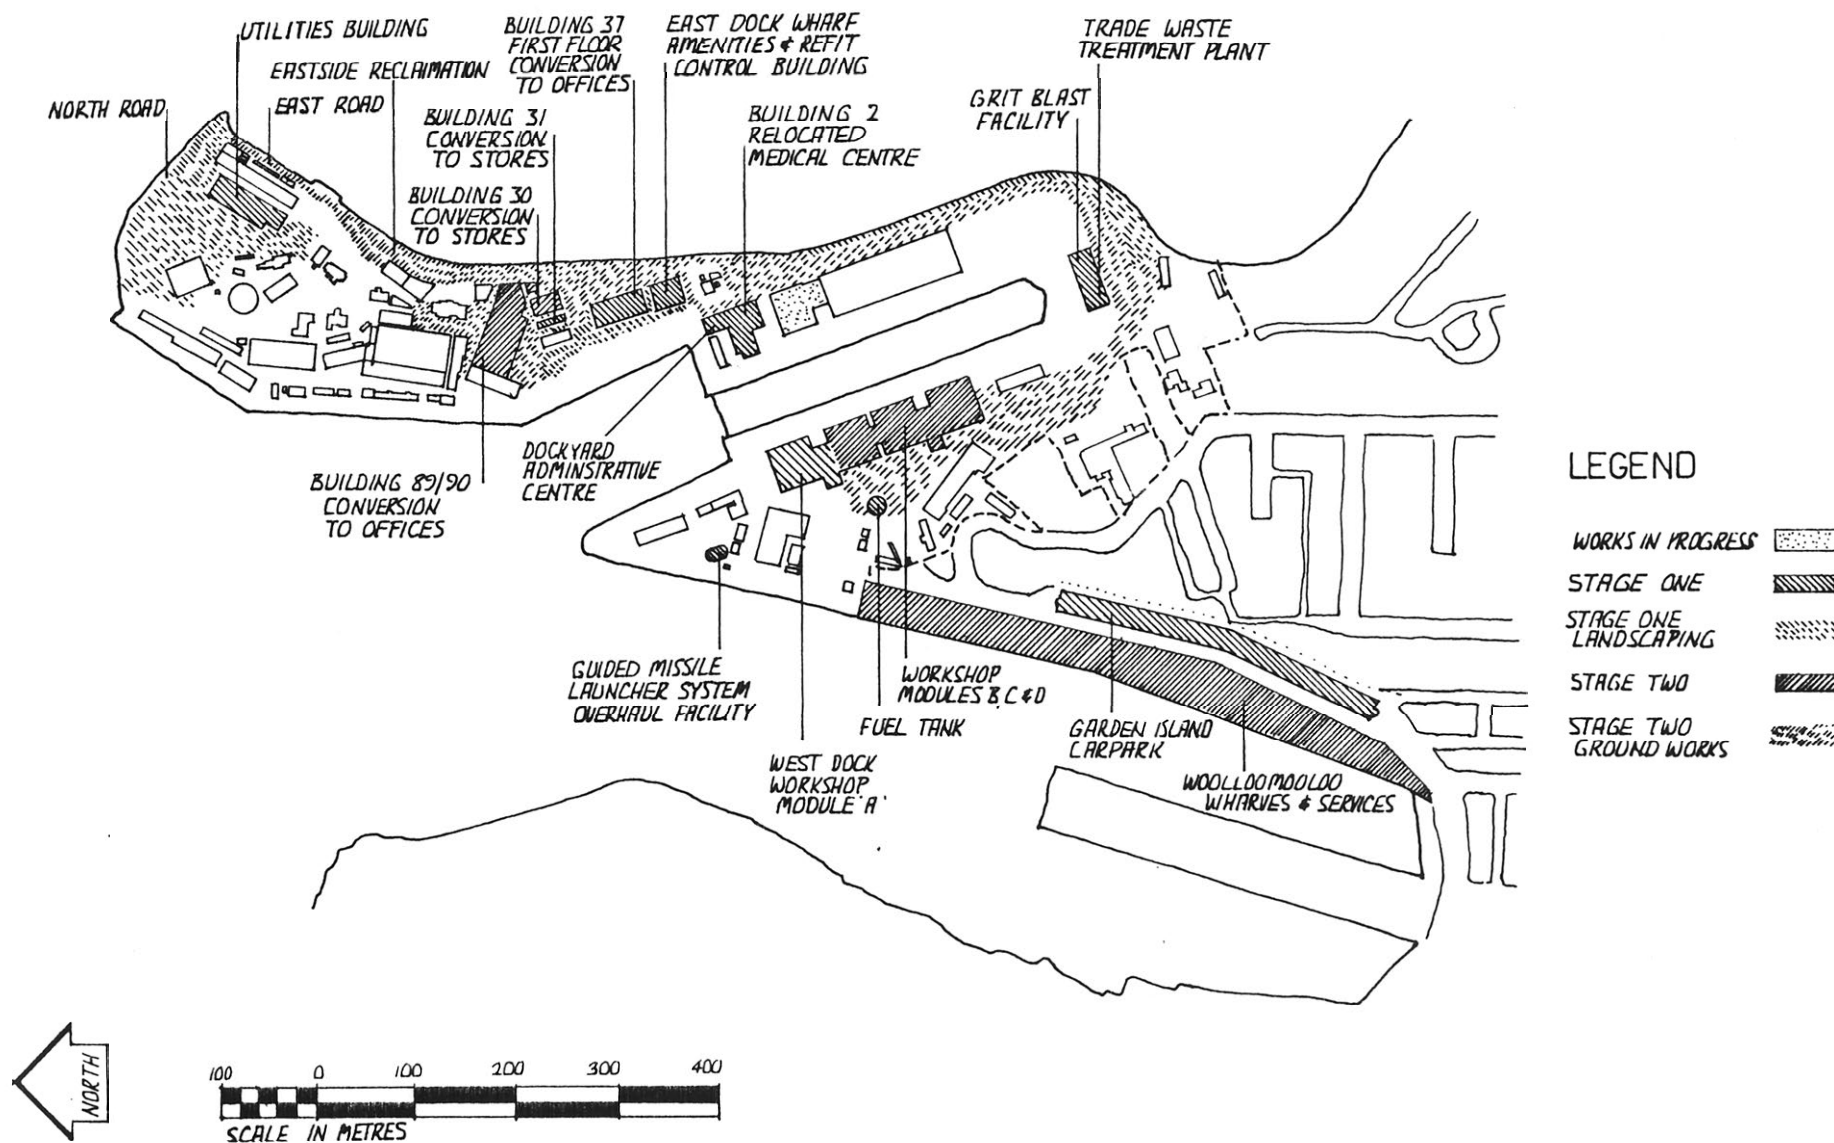 UTILITIES BUILDING
EASTSIDE RECLAIMATION
NORTH ROAD
EAST ROAD
BUILDING 37
FIRST FLOOR
CONVERSION
TO OFFICES
EAST DOCK WHARF
AMENITIES & REFIT
CONTROL BUILDING
TRADE WASTE
TREATMENT PLANT
GRIT BLAST
FACILITY
BUILDING 31
CONVERSION
TO STORES
BUILDING 2
RELOCATED
MEDICAL CENTRE
BUILDING 30
CONVERSION
TO STORES
BUILDING 89/90
CONVERSION
TO OFFICES
DOCKYARD
ADMINSTRATIVE
CENTRE
GUIDED MISSILE
LAUNCHER SYSTEM
OVERHAUL FACILITY
WEST DOCK
WORKSHOP
MODULE 'A'
WORKSHOP
MODULES B, C & D
FUEL TANK
GARDEN ISLAND
CARPARK
WOOLLOOMOOLOO
WHARVES & SERVICES
LEGEND
WORKS IN PROGRESS
STAGE ONE
STAGE ONE
LANDSCAPING
STAGE TWO
STAGE TWO
GROUND WORKS
NORTH
100 0 100 200 300 400
SCALE IN METRES